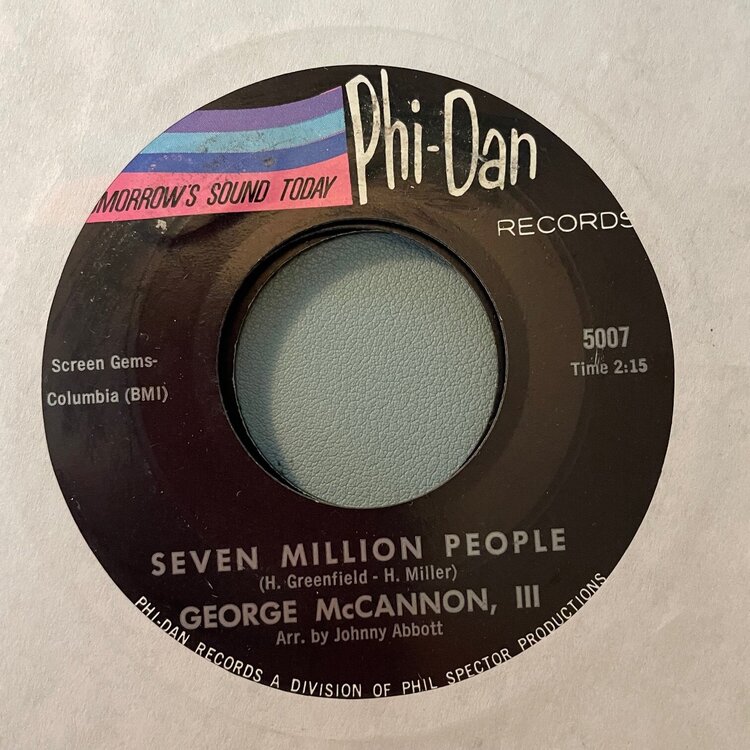 Phi-Dan
MORROW'S SOUND TODAY
RECORDS
5007
Time 2:15
Screen Gems-
Columbia (BMI)
SEVEN MILLION PEOPLE
(H. Greenfield - H. Miller)
GEORGE McCANNON, III
Arr. by Johnny Abbott
PHI-DAN RECORDS A DIVISION OF PHIL SPECTOR PRODUCTIONS